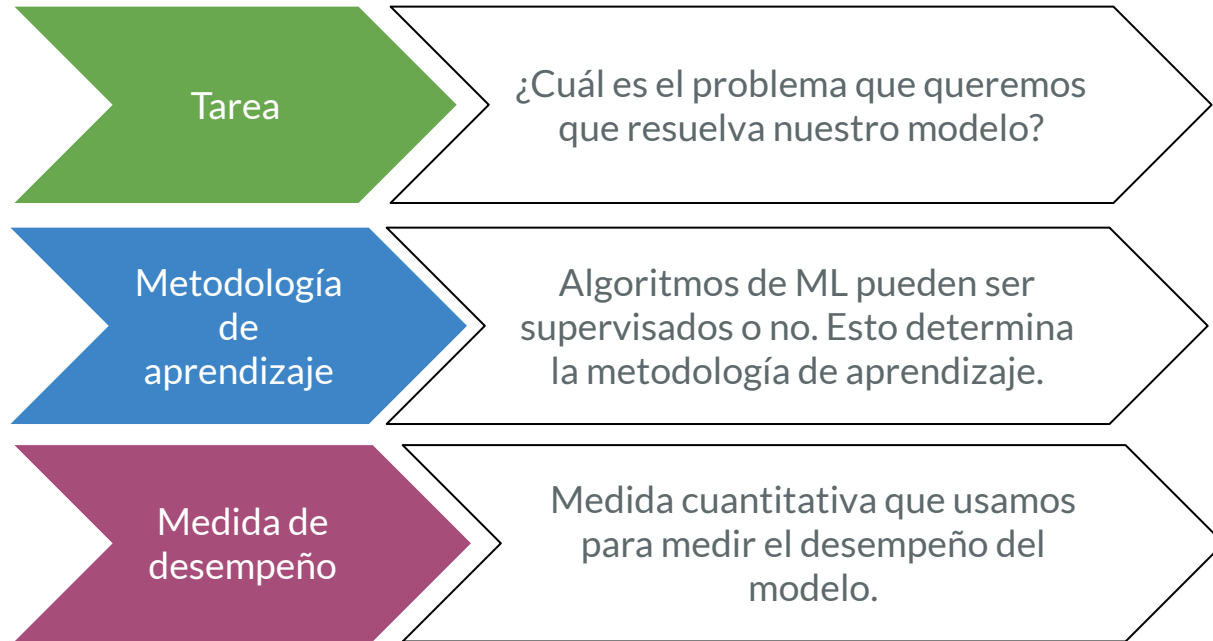 Tarea
¿Cuál es el problema que queremos
que resuelva nuestro modelo?
Metodología
de
aprendizaje
Algoritmos de ML pueden ser
supervisados o no. Esto determina
la metodología de aprendizaje.
Medida de
desempeño
Medida cuantitativa que usamos
para medir el desempeño del
modelo.